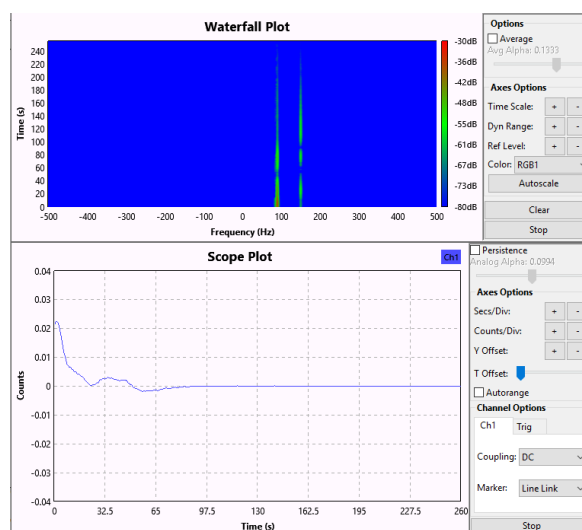 Waterfall Plot
240
220
200
180
160
140
120
100
80
60
40
20
0
Time (s)
-500 -400 -300 -200 -100 0 100 200 300 400 500
Frequency (Hz)
-30dB
-36dB
-42dB
-48dB
-55dB
-61dB
-67dB
-73dB
-80dB
Options
Average
Avg Alpha: 0.1333
Axes Options
Time Scale: + -
Dyn Range: + -
Ref Level: + -
Color: RGB1
Autoscale
Clear
Stop
Scope Plot
Ch1
0.04
0.03
0.02
0.01
0
-0.01
-0.02
-0.03
-0.04
Counts
0 32.5 65 97.5 130 162.5 195 227.5 260
Time (s)
Persistence
Analog Alpha: 0.0994
Axes Options
Secs/Div: + -
Counts/Div: + -
Y Offset: + -
T Offset:
Autorange
Channel Options
Ch1 Trig
Coupling: DC
Marker: Line Link
Stop